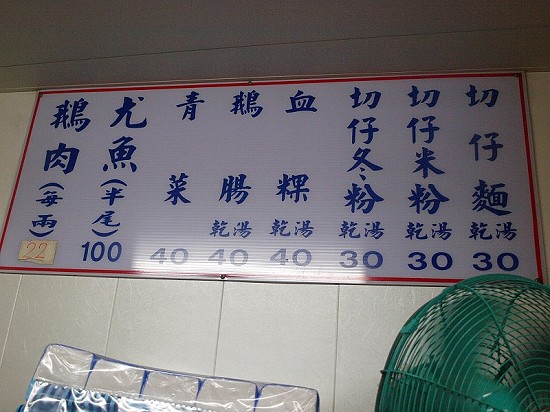 切仔麵 乾湯 30
切仔米粉 乾湯 30
切仔冬粉 乾湯 30
血粿 乾湯 40
鵝腸 乾湯 40
青菜 40
尤魚(半尾) 100
鵝肉(每兩) 22